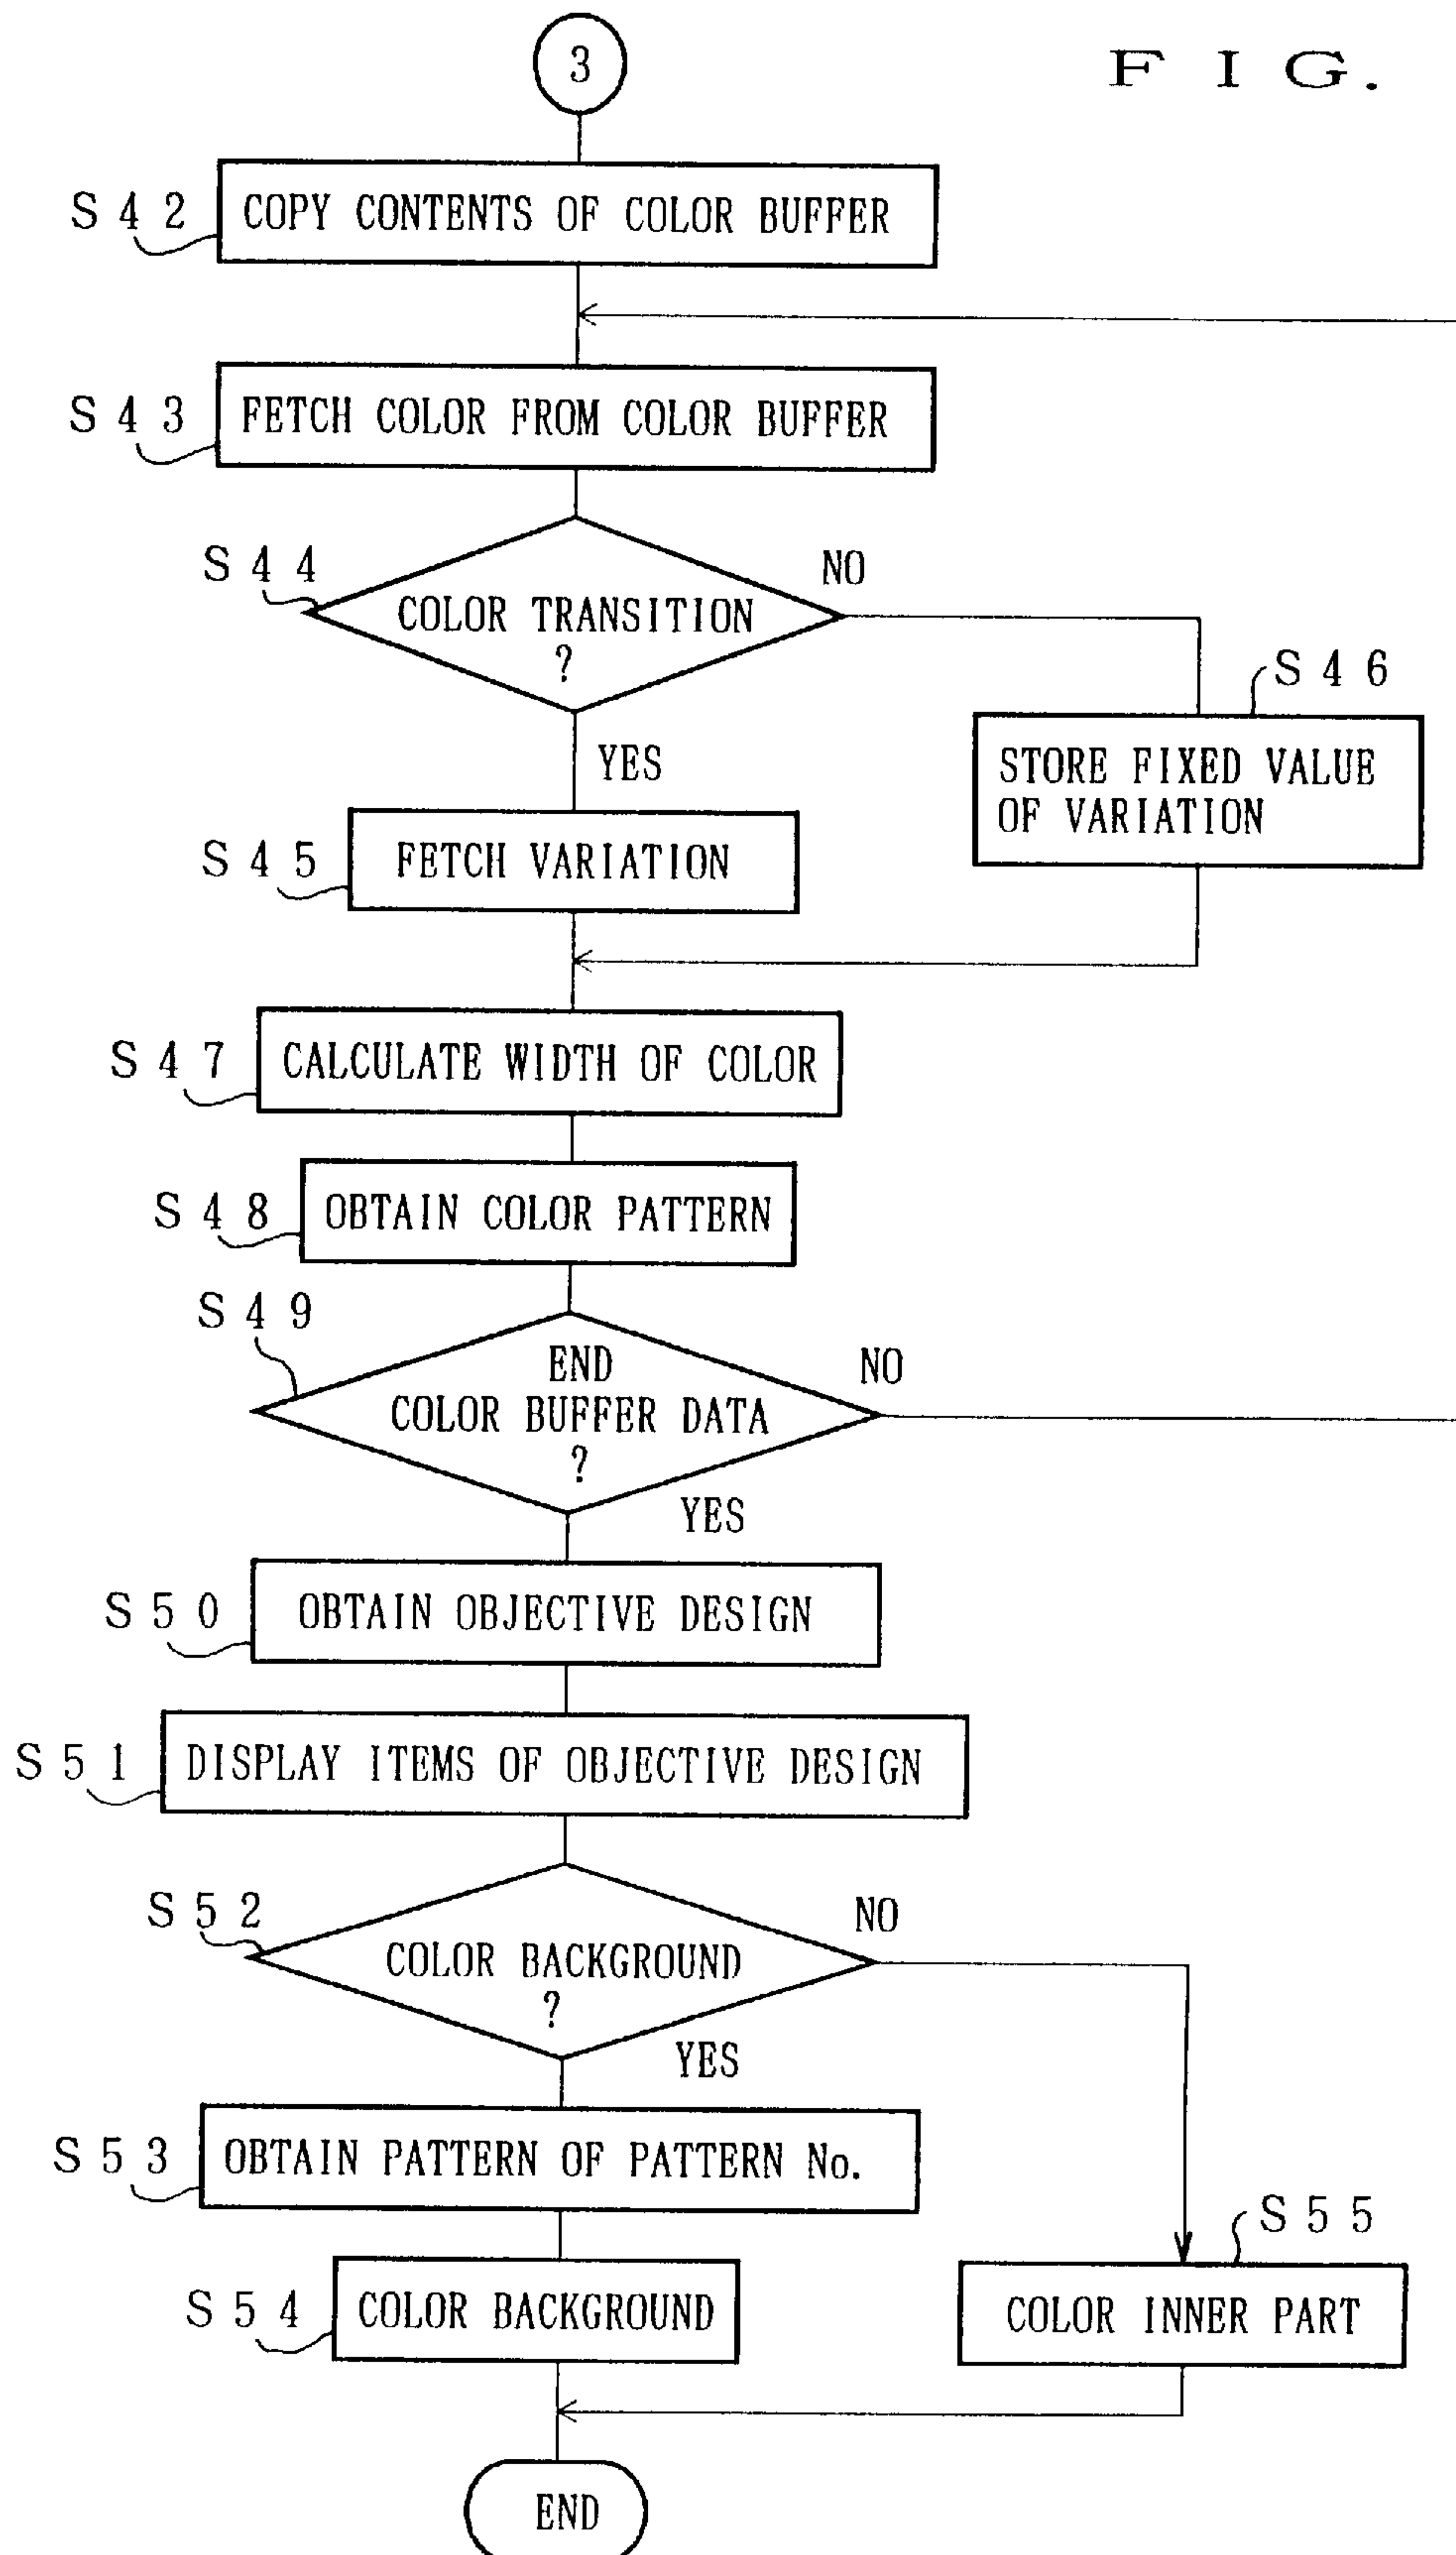 3
F I G.
S 4 2
COPY CONTENTS OF COLOR BUFFER
S 4 3
FETCH COLOR FROM COLOR BUFFER
S 4 4
COLOR TRANSITION
?
NO
YES
S 4 6
STORE FIXED VALUE
OF VARIATION
S 4 5
FETCH VARIATION
S 4 7
CALCULATE WIDTH OF COLOR
S 4 8
OBTAIN COLOR PATTERN
S 4 9
END
COLOR BUFFER DATA
?
NO
YES
S 5 0
OBTAIN OBJECTIVE DESIGN
S 5 1
DISPLAY ITEMS OF OBJECTIVE DESIGN
S 5 2
COLOR BACKGROUND
?
NO
YES
S 5 3
OBTAIN PATTERN OF PATTERN No.
S 5 4
COLOR BACKGROUND
S 5 5
COLOR INNER PART
END